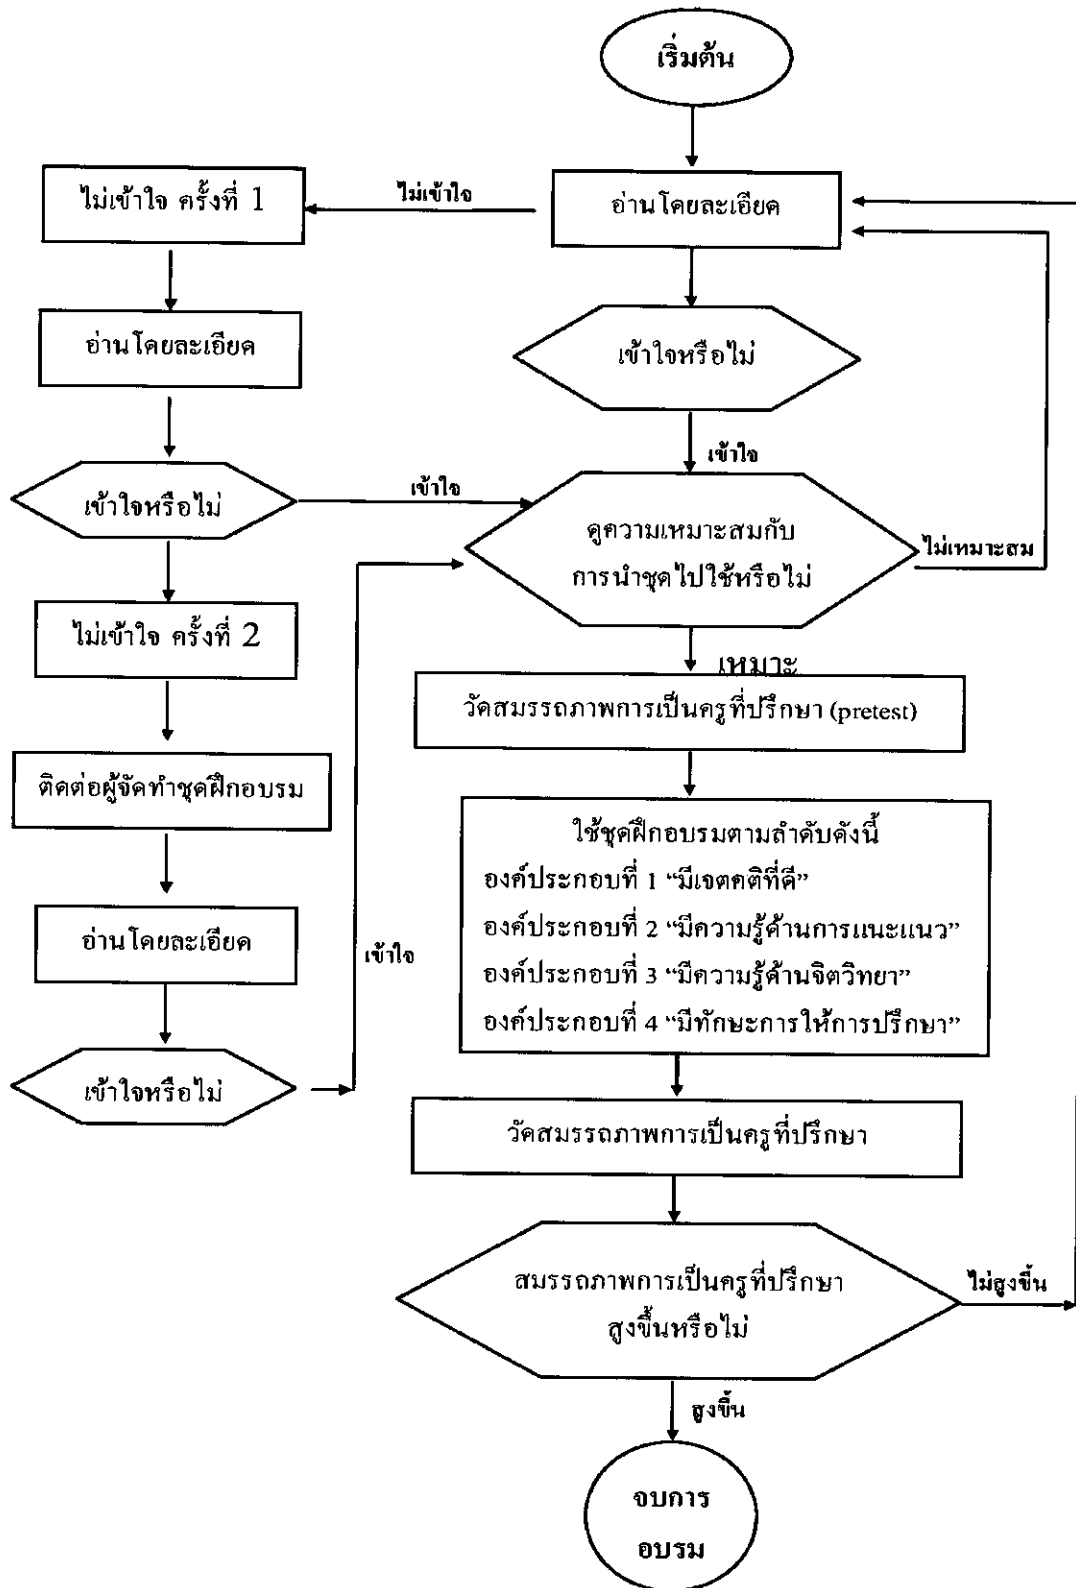 เริ่มต้น
อ่านโดยละเอียด
ไม่เข้าใจ
ไม่เข้าใจ ครั้งที่ 1
อ่านโดยละเอียด
เข้าใจหรือไม่
เข้าใจหรือไม่
เข้าใจ
เข้าใจ
ดูความเหมาะสมกับ
การนำชุดไปใช้หรือไม่
ไม่เหมาะสม
ไม่เข้าใจ ครั้งที่ 2
เหมาะ
วัดสมรรถภาพการเป็นครูที่ปรึกษา (pretest)
ติดต่อผู้จัดทำชุดฝึกอบรม
ใช้ชุดฝึกอบรมตามลำดับดังนี้
องค์ประกอบที่ 1 “มีเจตคติที่ดี”
องค์ประกอบที่ 2 “มีความรู้ด้านการแนะแนว”
องค์ประกอบที่ 3 “มีความรู้ด้านจิตวิทยา”
องค์ประกอบที่ 4 “มีทักษะการให้การปรึกษา”
อ่านโดยละเอียด
เข้าใจ
เข้าใจหรือไม่
วัดสมรรถภาพการเป็นครูที่ปรึกษา
สมรรถภาพการเป็นครูที่ปรึกษา
สูงขึ้นหรือไม่
ไม่สูงขึ้น
สูงขึ้น
จบการ
อบรม